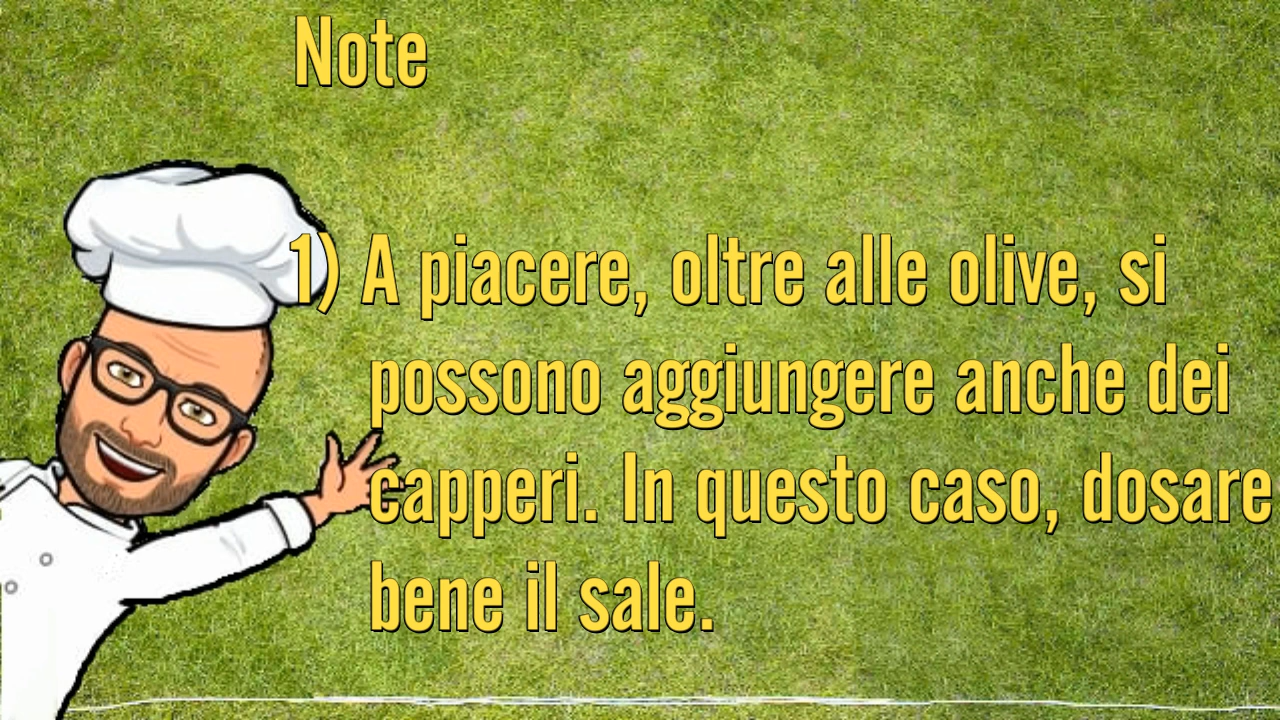 Note
1) A piacere, oltre alle olive, si
possono aggiungere anche dei
capperi. In questo caso, dosare
bene il sale.